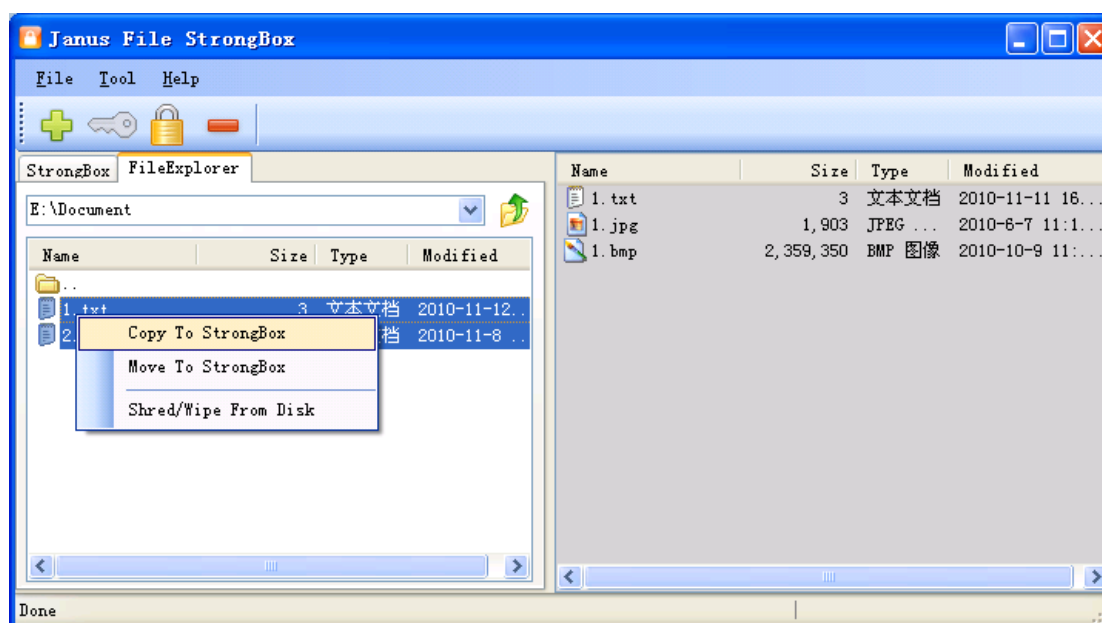 Janus File StrongBox
File Tool Help
StrongBox FileExplorer
E:\Document
Name Size Type Modified
..
1.txt 3 文本文档 2010-11-12..
2. 档 2010-11-8 ..
Copy To StrongBox
Move To StrongBox
Shred/Wipe From Disk
Name Size Type Modified
1.txt 3 文本文档 2010-11-11 16...
1.jpg 1,903 JPEG ... 2010-6-7 11:1...
1.bmp 2,359,350 BMP 图像 2010-10-9 11:...
Done